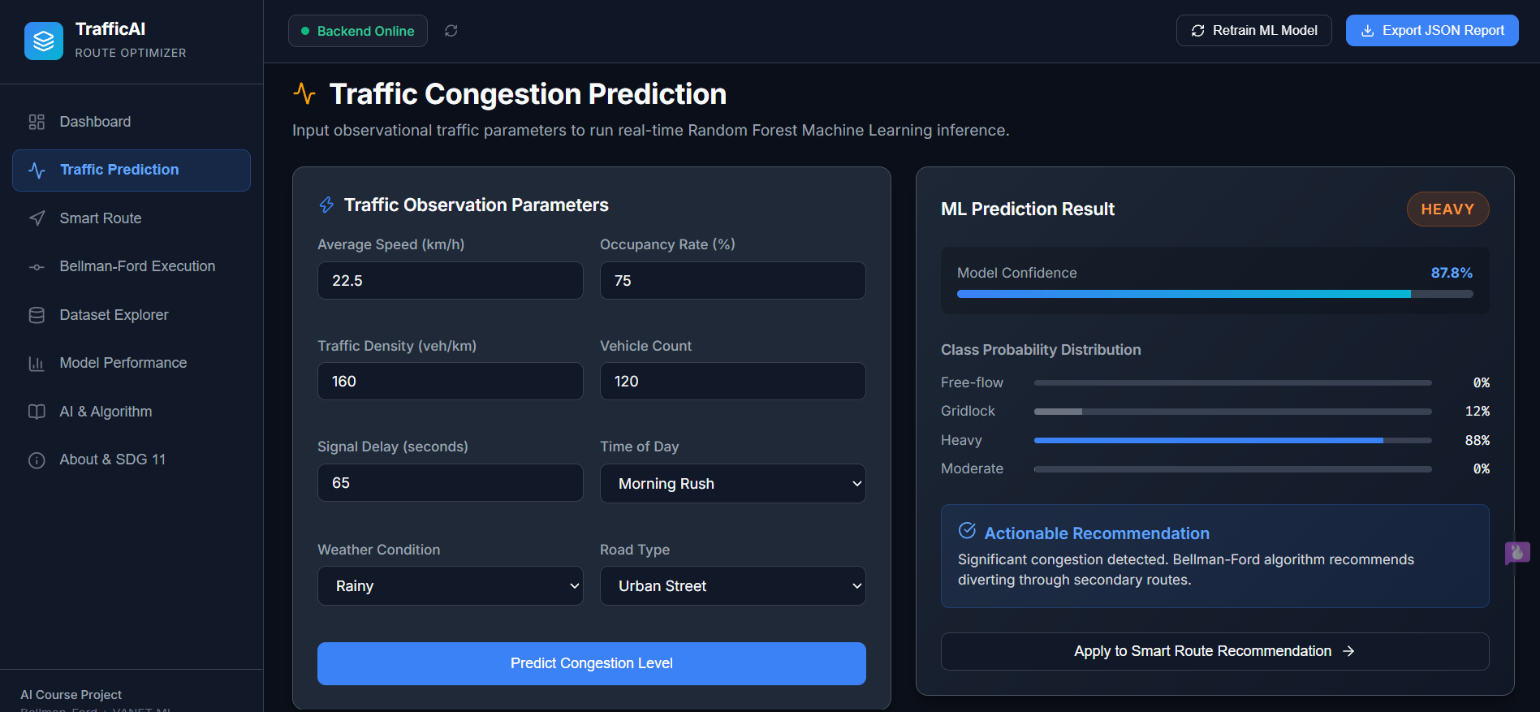 TrafficAI
ROUTE OPTIMIZER
Dashboard
Traffic Prediction
Smart Route
Bellman-Ford Execution
Dataset Explorer
Model Performance
AI & Algorithm
About & SDG 11
AI Course Project
Bellman-Ford + VANET ML
Backend Online
Retrain ML Model
Export JSON Report
Traffic Congestion Prediction
Input observational traffic parameters to run real-time Random Forest Machine Learning inference.
Traffic Observation Parameters
Average Speed (km/h) Occupancy Rate (%)
22.5 75
Traffic Density (veh/km) Vehicle Count
160 120
Signal Delay (seconds) Time of Day
65 Morning Rush
Weather Condition Road Type
Rainy Urban Street
Predict Congestion Level
ML Prediction Result HEAVY
Model Confidence 87.8%
Class Probability Distribution
Free-flow 0%
Gridlock 12%
Heavy 88%
Moderate 0%
Actionable Recommendation
Significant congestion detected. Bellman-Ford algorithm recommends
diverting through secondary routes.
Apply to Smart Route Recommendation →